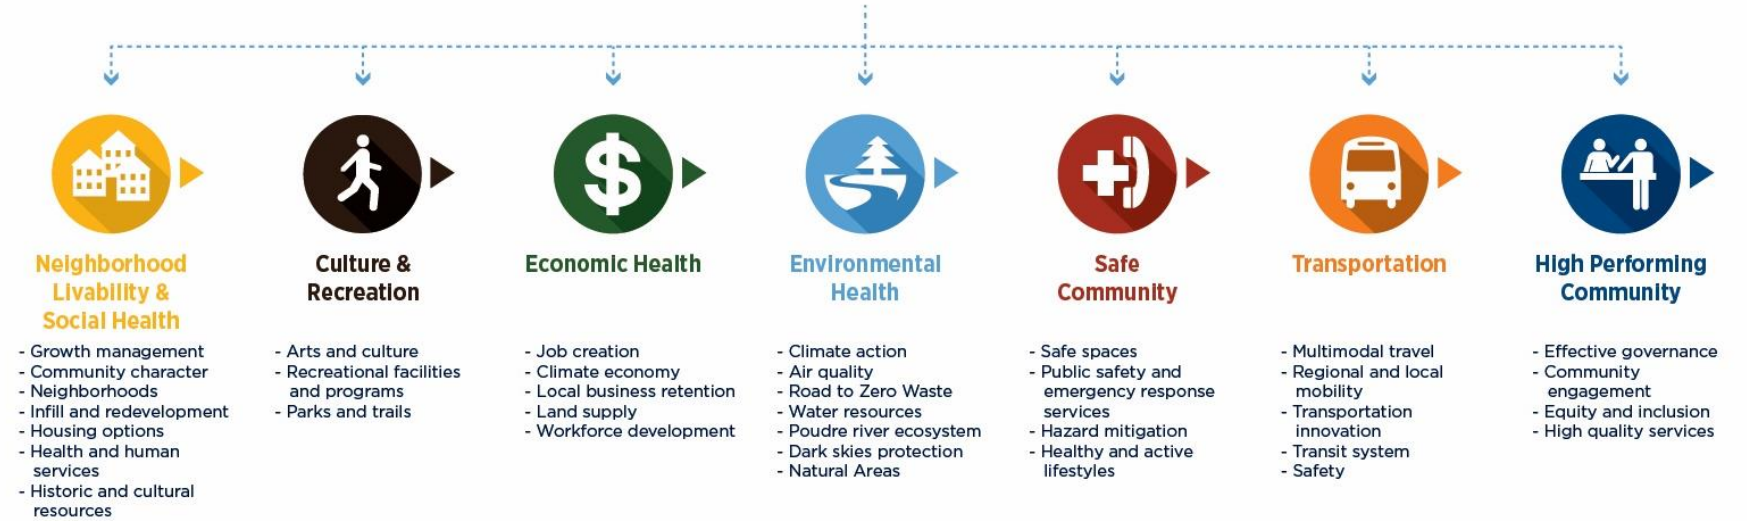 Neighborhood
Livability &
Social Health
- Growth management
- Community character
- Neighborhoods
- Infill and redevelopment
- Housing options
- Health and human
services
- Historic and cultural
resources
Culture &
Recreation
- Arts and culture
- Recreational facilities
and programs
- Parks and trails
Economic Health
- Job creation
- Climate economy
- Local business retention
- Land supply
- Workforce development
Environmental
Health
- Climate action
- Air quality
- Road to Zero Waste
- Water resources
- Poudre river ecosystem
- Dark skies protection
- Natural Areas
Safe
Community
- Safe spaces
- Public safety and
emergency response
services
- Hazard mitigation
- Healthy and active
lifestyles
Transportation
- Multimodal travel
- Regional and local
mobility
- Transportation
innovation
- Transit system
- Safety
High Performing
Community
- Effective governance
- Community
engagement
- Equity and inclusion
- High quality services